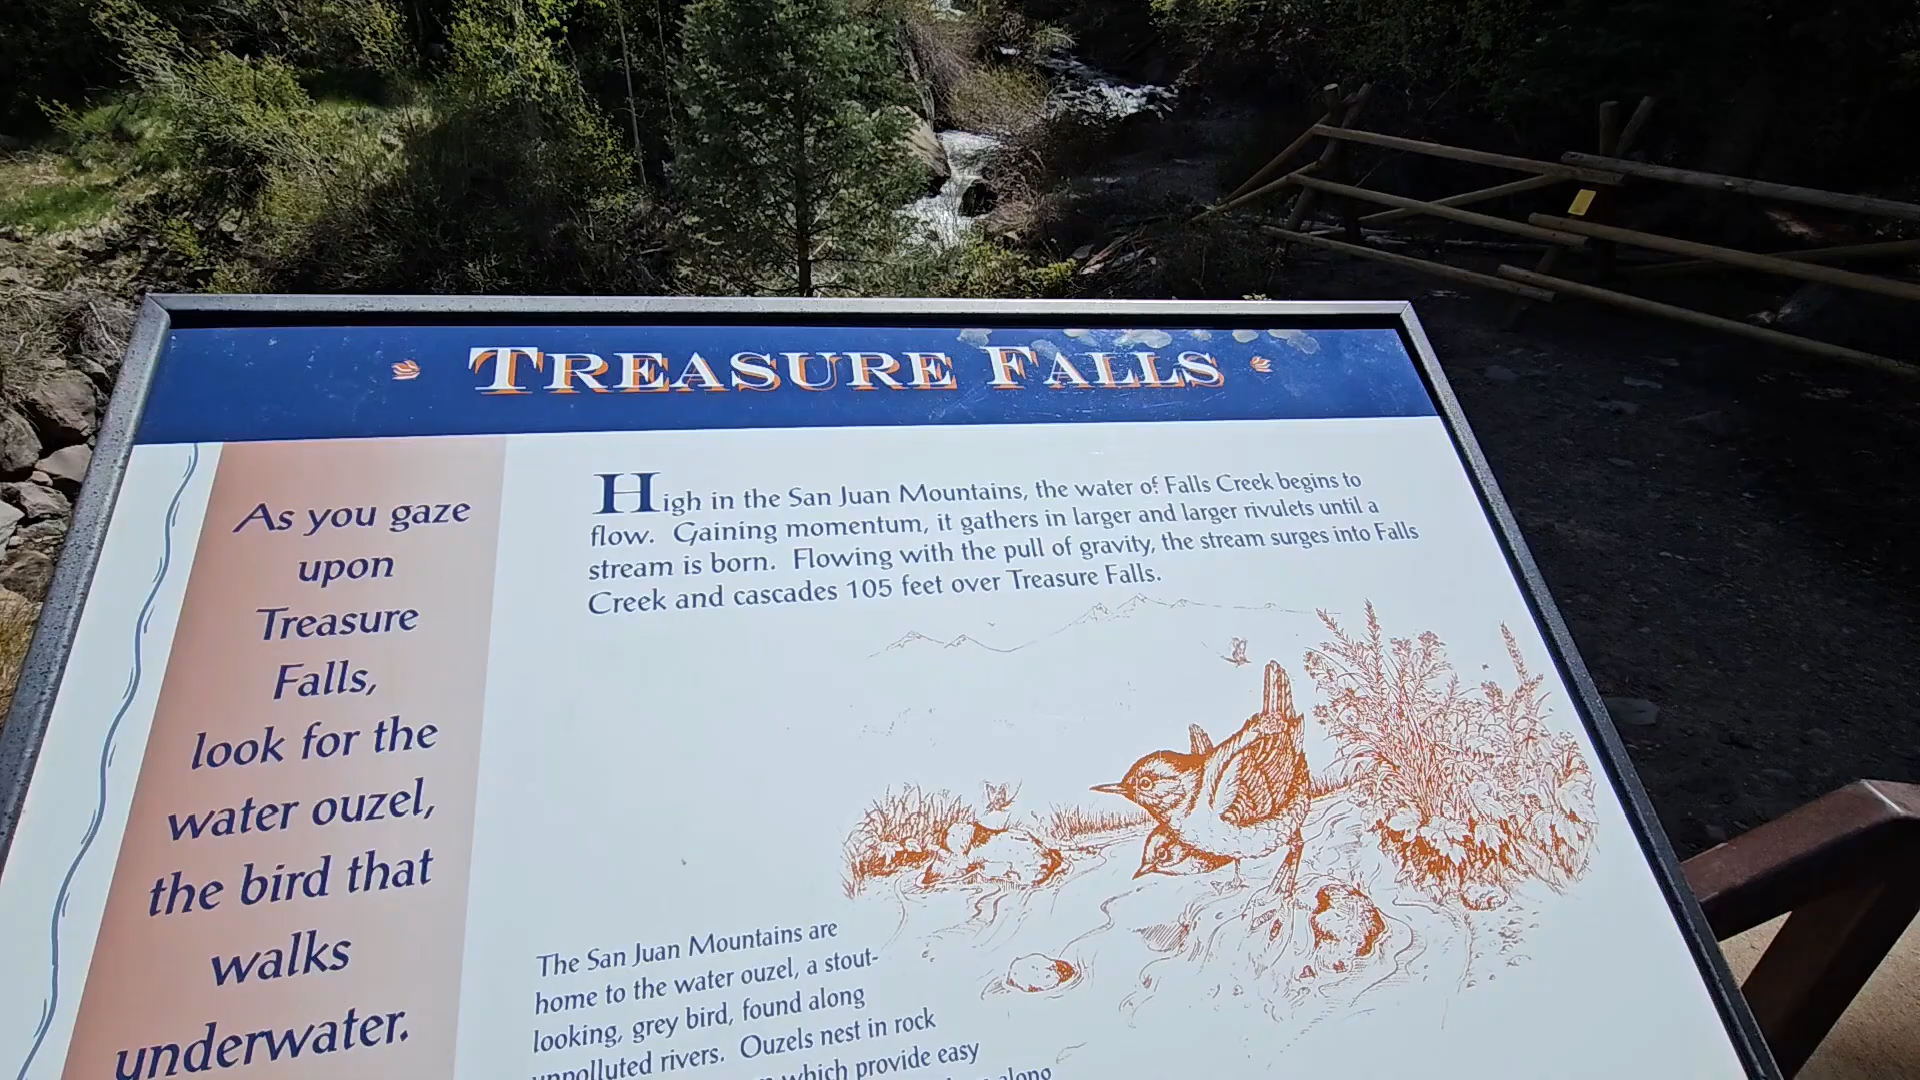 TREASURE FALLS
As you gaze
upon
Treasure
Falls,
look for the
water ouzel,
the bird that
walks
underwater.
High in the San Juan Mountains, the water of Falls Creek begins to
flow. Gaining momentum, it gathers in larger and larger rivulets until a
stream is born. Flowing with the pull of gravity, the stream surges into Falls
Creek and cascades 105 feet over Treasure Falls.
The San Juan Mountains are
home to the water ouzel, a stout-
looking, grey bird, found along
unpolluted rivers. Ouzels nest in rock
which provide easy
along